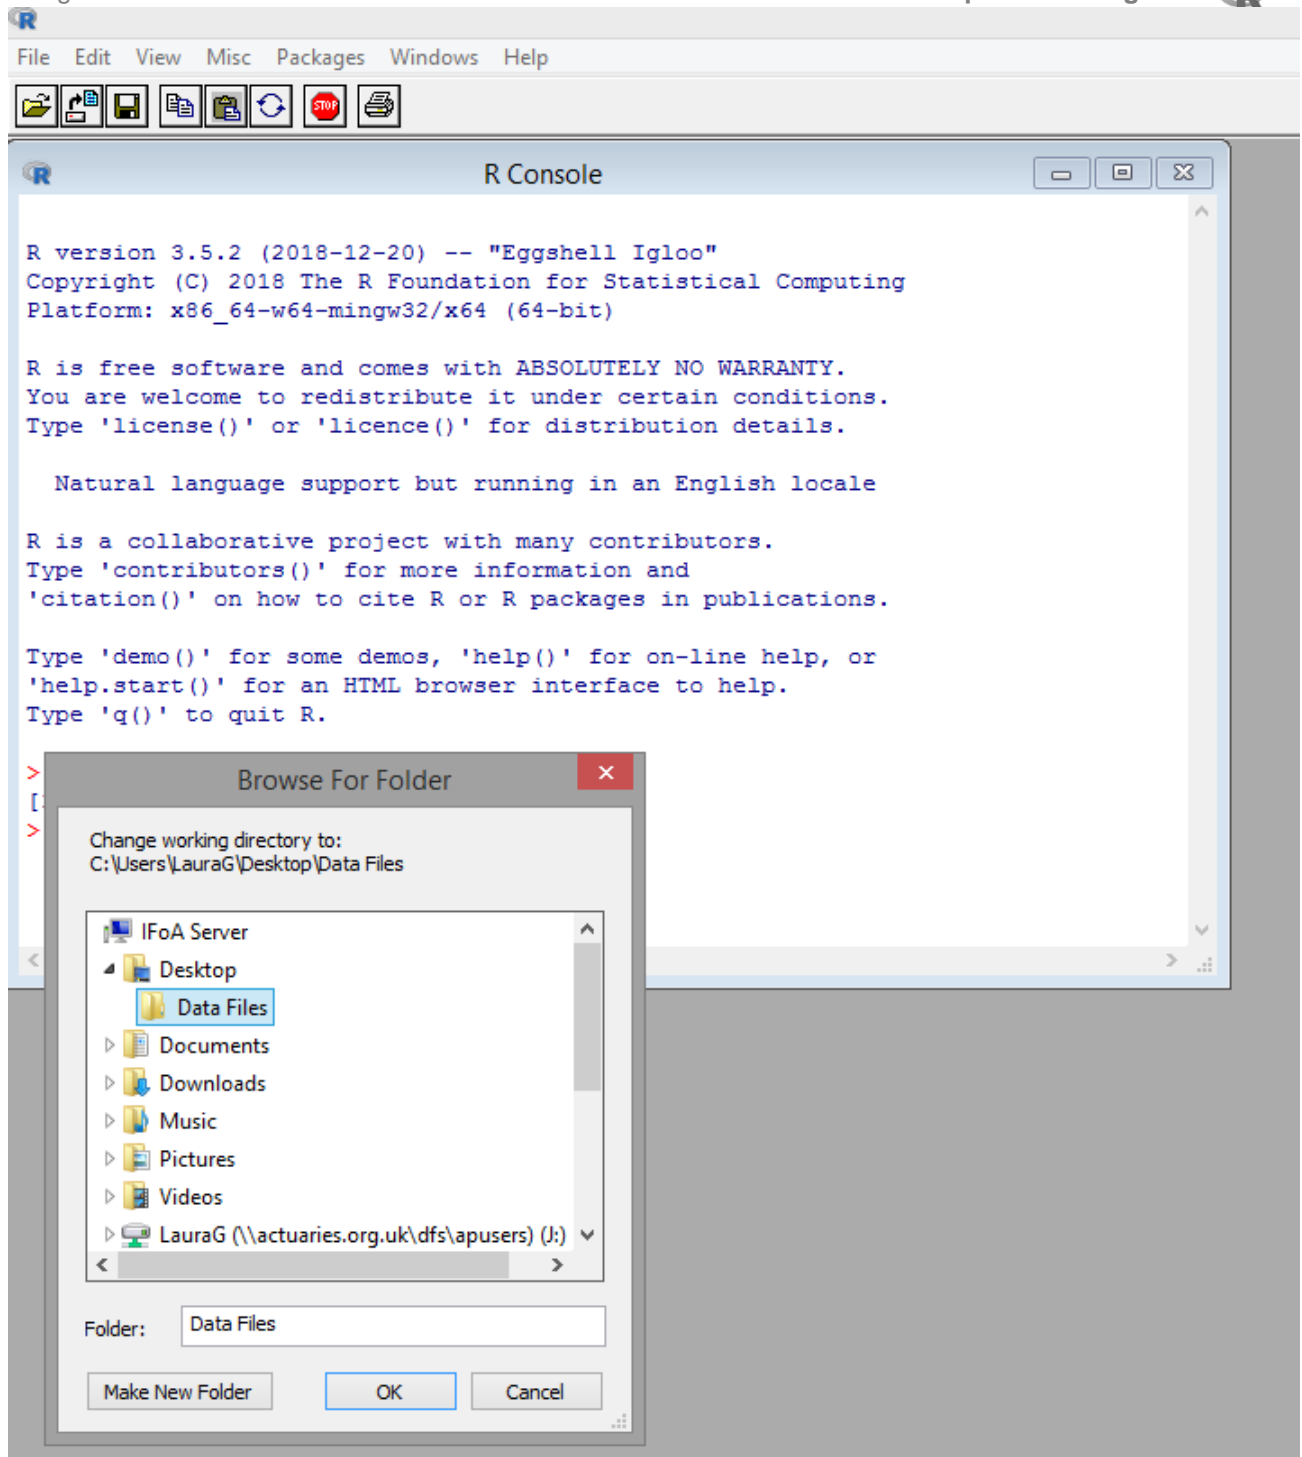 File Edit View Misc Packages Windows Help
STOP
R Console
R version 3.5.2 (2018-12-20) -- "Eggshell Igloo"
Copyright (C) 2018 The R Foundation for Statistical Computing
Platform: x86_64-w64-mingw32/x64 (64-bit)
R is free software and comes with ABSOLUTELY NO WARRANTY.
You are welcome to redistribute it under certain conditions.
Type 'license()' or 'licence()' for distribution details.
Natural language support but running in an English locale
R is a collaborative project with many contributors.
Type 'contributors()' for more information and
'citation()' on how to cite R or R packages in publications.
Type 'demo()' for some demos, 'help()' for on-line help, or
'help.start()' for an HTML browser interface to help.
Type 'q()' to quit R.
>
[
>
Browse For Folder
Change working directory to:
C:\Users\LauraG\Desktop\Data Files
IFoA Server
Desktop
Data Files
Documents
Downloads
Music
Pictures
Videos
LauraG (\\actuaries.org.uk\dfs\apusers) (J:)
Folder: Data Files
Make New Folder OK Cancel